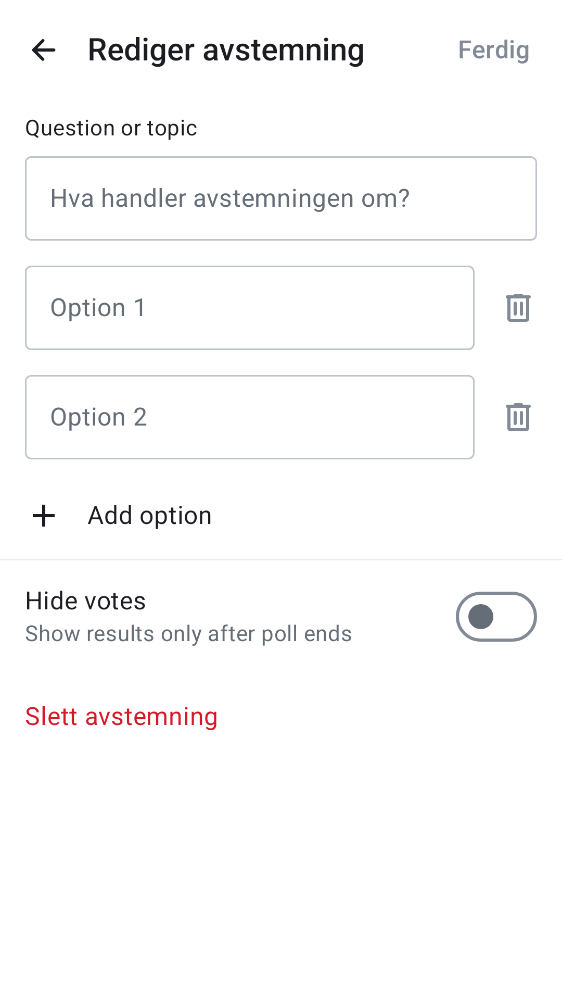 Rediger avstemning
Ferdig
Question or topic
Hva handler avstemningen om?
Option 1
Option 2
Add option
Hide votes
Show results only after poll ends
Slett avstemning